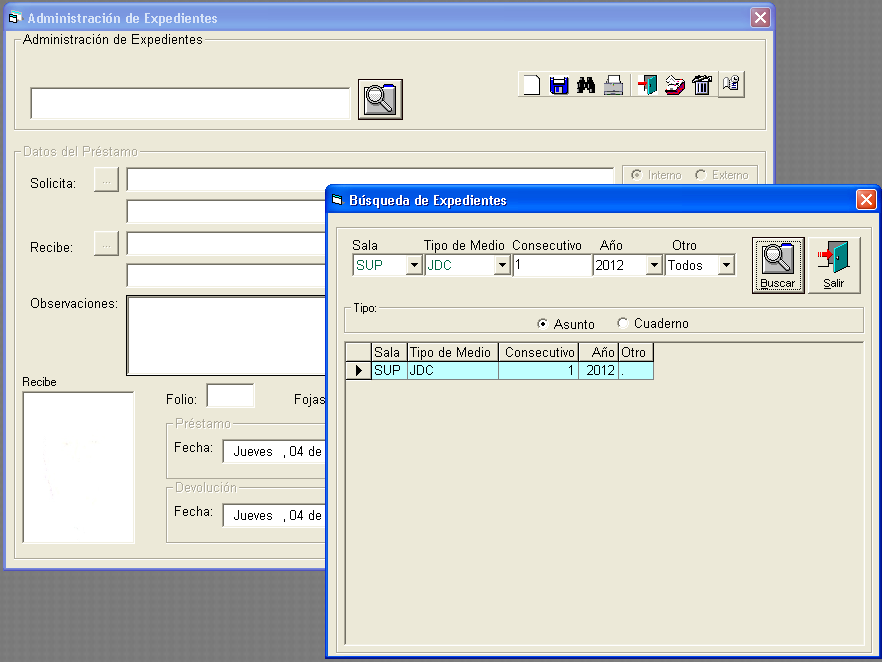 Administración de Expedientes
Administración de Expedientes
Datos del Préstamo
Solicita:
...
Interno
Externo
Recibe:
...
Observaciones:
Recibe
Folio:
Fojas
Préstamo
Fecha:
Jueves , 04 de
Devolución
Fecha:
Jueves , 04 de
Búsqueda de Expedientes
Sala Tipo de Medio Consecutivo Año Otro
SUP JDC 1 2012 Todos
Buscar
Salir
Tipo:
Asunto Cuaderno
Sala Tipo de Medio Consecutivo Año Otro
SUP JDC 1 2012 .